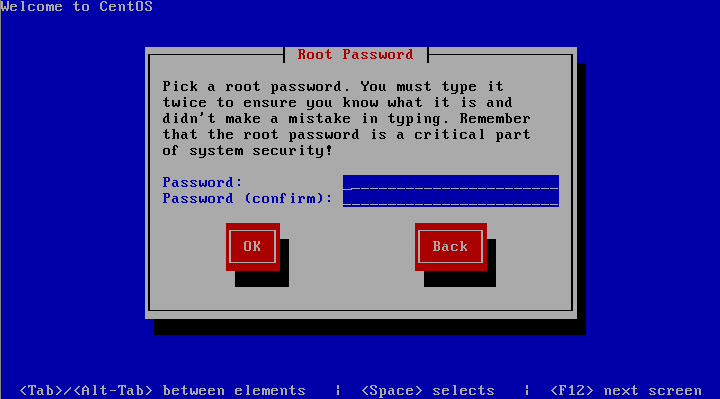 Welcome to CentOS
Root Password
Pick a root password. You must type it
twice to ensure you know what it is and
didn't make a mistake in typing. Remember
that the root password is a critical part
of system security!
Password:
Password (confirm):
OK Back
<Tab>/<Alt-Tab> between elements | <Space> selects | <F12> next screen